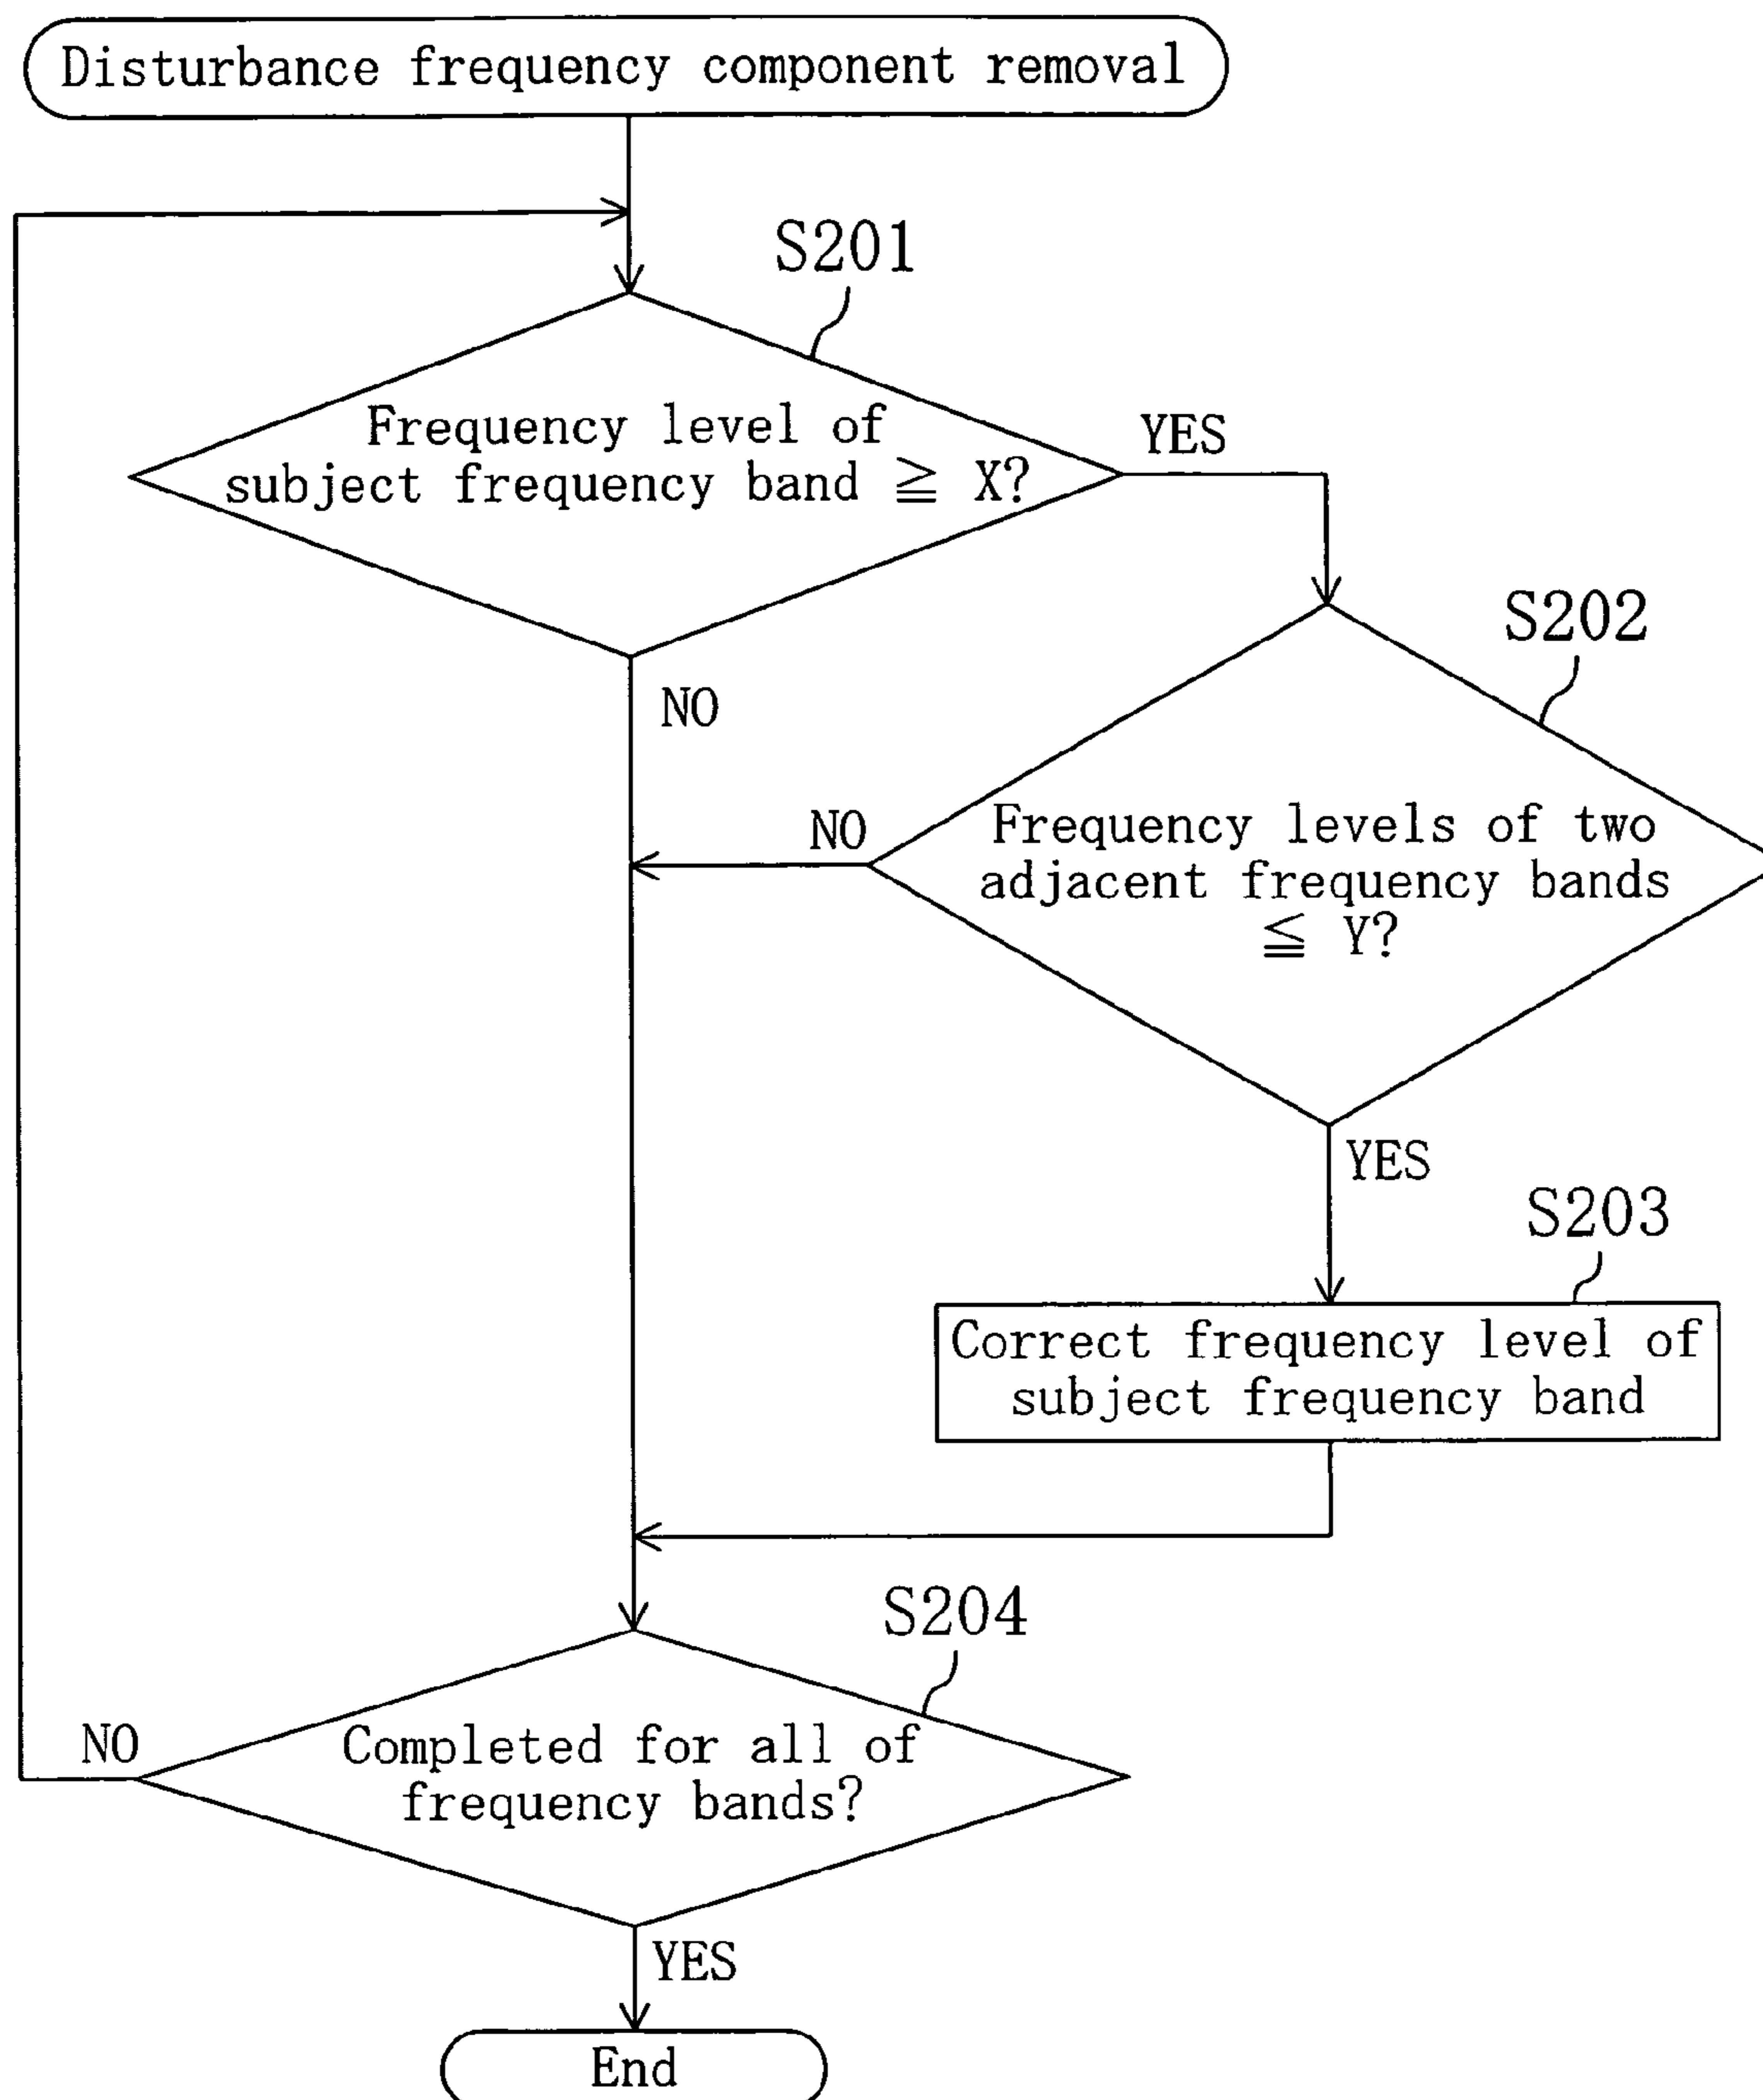 Disturbance frequency component removal
S201
Frequency level of
subject frequency band ≧ X?
YES
NO
S202
Frequency levels of two
adjacent frequency bands
≦ Y?
NO
YES
S203
Correct frequency level of
subject frequency band
S204
Completed for all of
frequency bands?
NO
YES
End